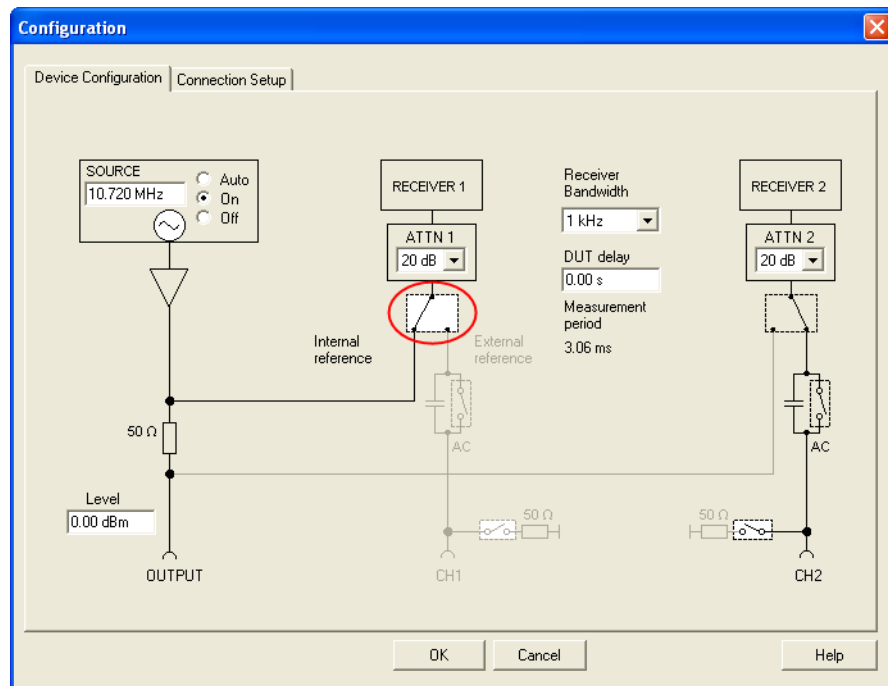 Configuration
Device Configuration
Connection Setup
SOURCE
10.720 MHz
Auto
On
Off
RECEIVER 1
ATTN 1
20 dB
Receiver
Bandwidth
1 kHz
DUT delay
0.00 s
Measurement
period
3.06 ms
RECEIVER 2
ATTN 2
20 dB
Internal
reference
External
reference
50 Ω
AC
AC
Level
0.00 dBm
50 Ω
50 Ω
OUTPUT
CH1
CH2
OK
Cancel
Help